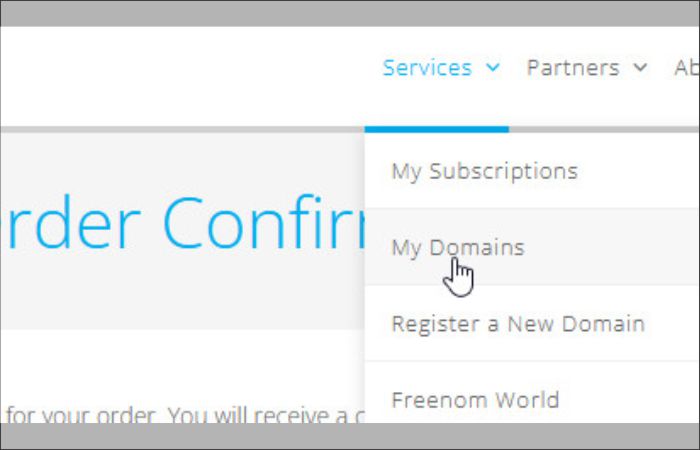 Services Partners Ab
My Subscriptions
rder Confir
My Domains
Register a New Domain
Freenom World
for your order. You will receive a c